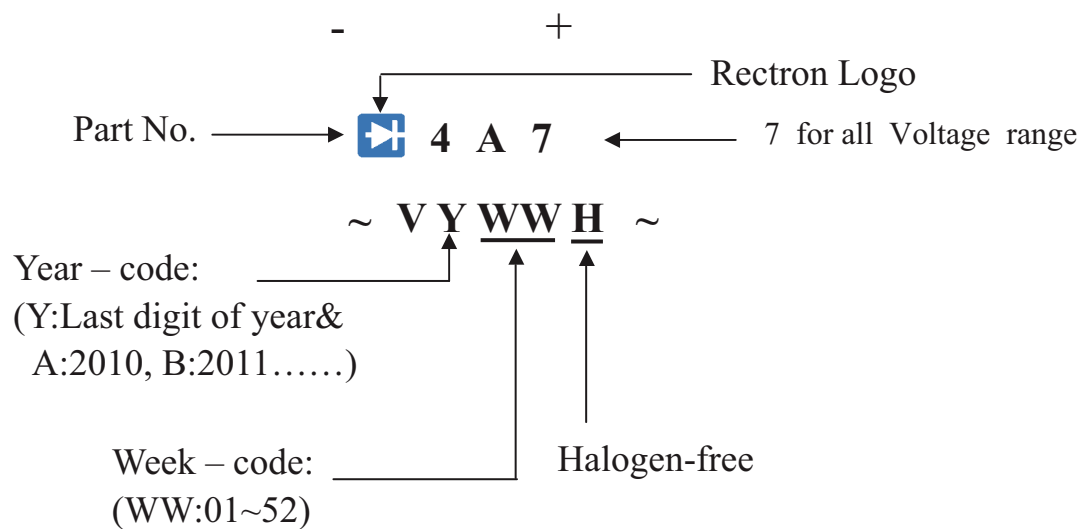 - +
Rectron Logo
Part No. 4 A 7 7 for all Voltage range
~ V Y WW H ~
Year – code:
(Y:Last digit of year&
A:2010, B:2011......)
Week – code:
(WW:01~52)
Halogen-free